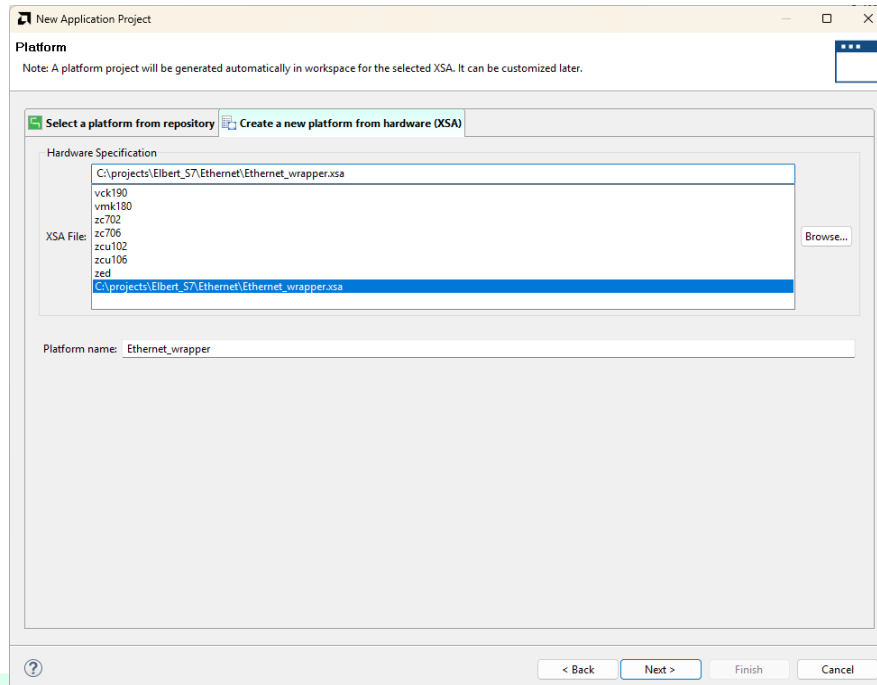 New Application Project
Platform
Note: A platform project will be generated automatically in workspace for the selected XSA. It can be customized later.
Select a platform from repository
Create a new platform from hardware (XSA)
Hardware Specification
C:\projects\Elbert_S7\Ethernet\Ethernet_wrapper.xsa
vck190
vmk180
zc702
XSA File:
zc706
Browse...
zcu102
zcu106
zed
C:\projects\Elbert_S7\Ethernet\Ethernet_wrapper.xsa
Platform name: Ethernet_wrapper
?
< Back
Next >
Finish
Cancel